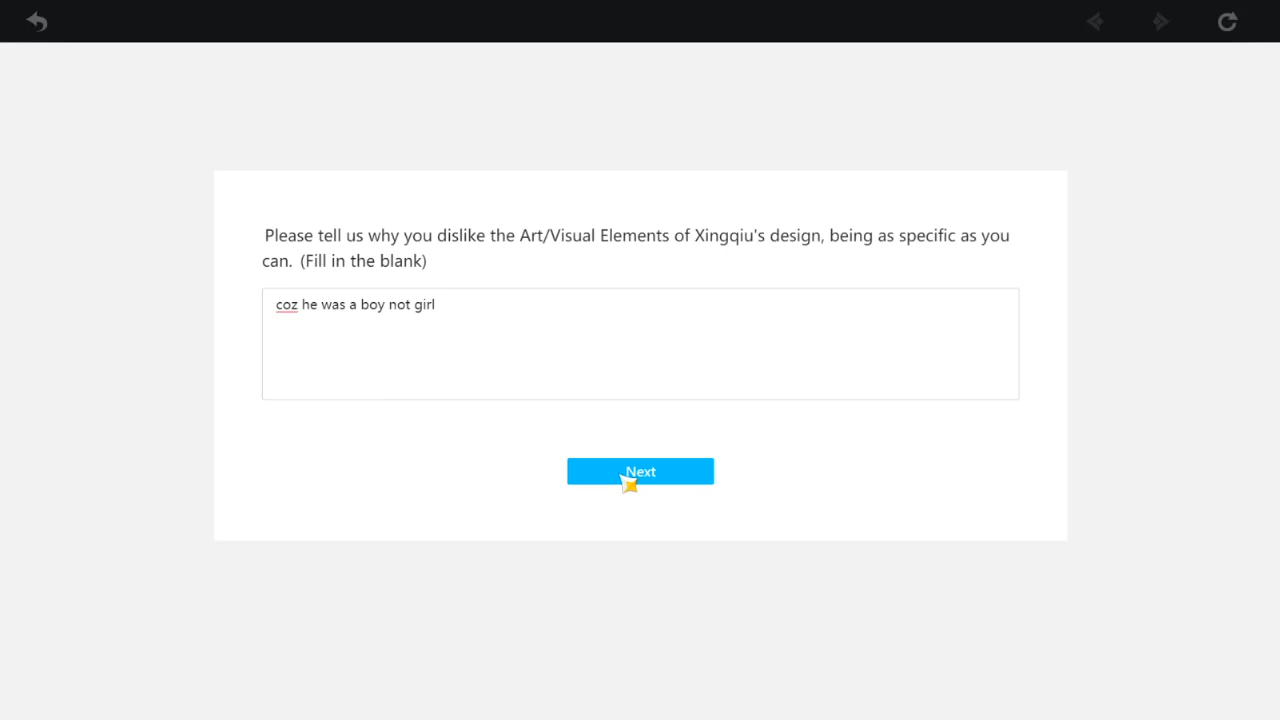 Please tell us why you dislike the Art/Visual Elements of Xingqiu's design, being as specific as you
can. (Fill in the blank)
coz he was a boy not girl
Next